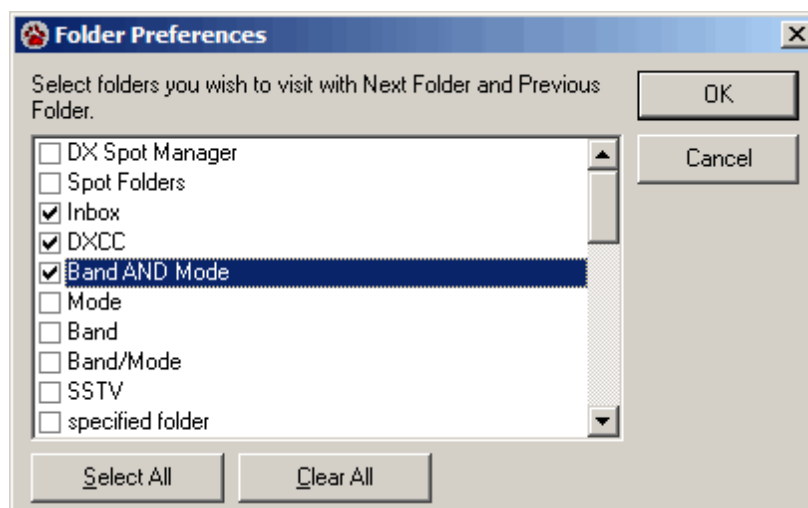 Folder Preferences
Select folders you wish to visit with Next Folder and Previous
Folder.
OK
Cancel
DX Spot Manager
Spot Folders
Inbox
DXCC
Band AND Mode
Mode
Band
Band/Mode
SSTV
specified folder
Select All
Clear All